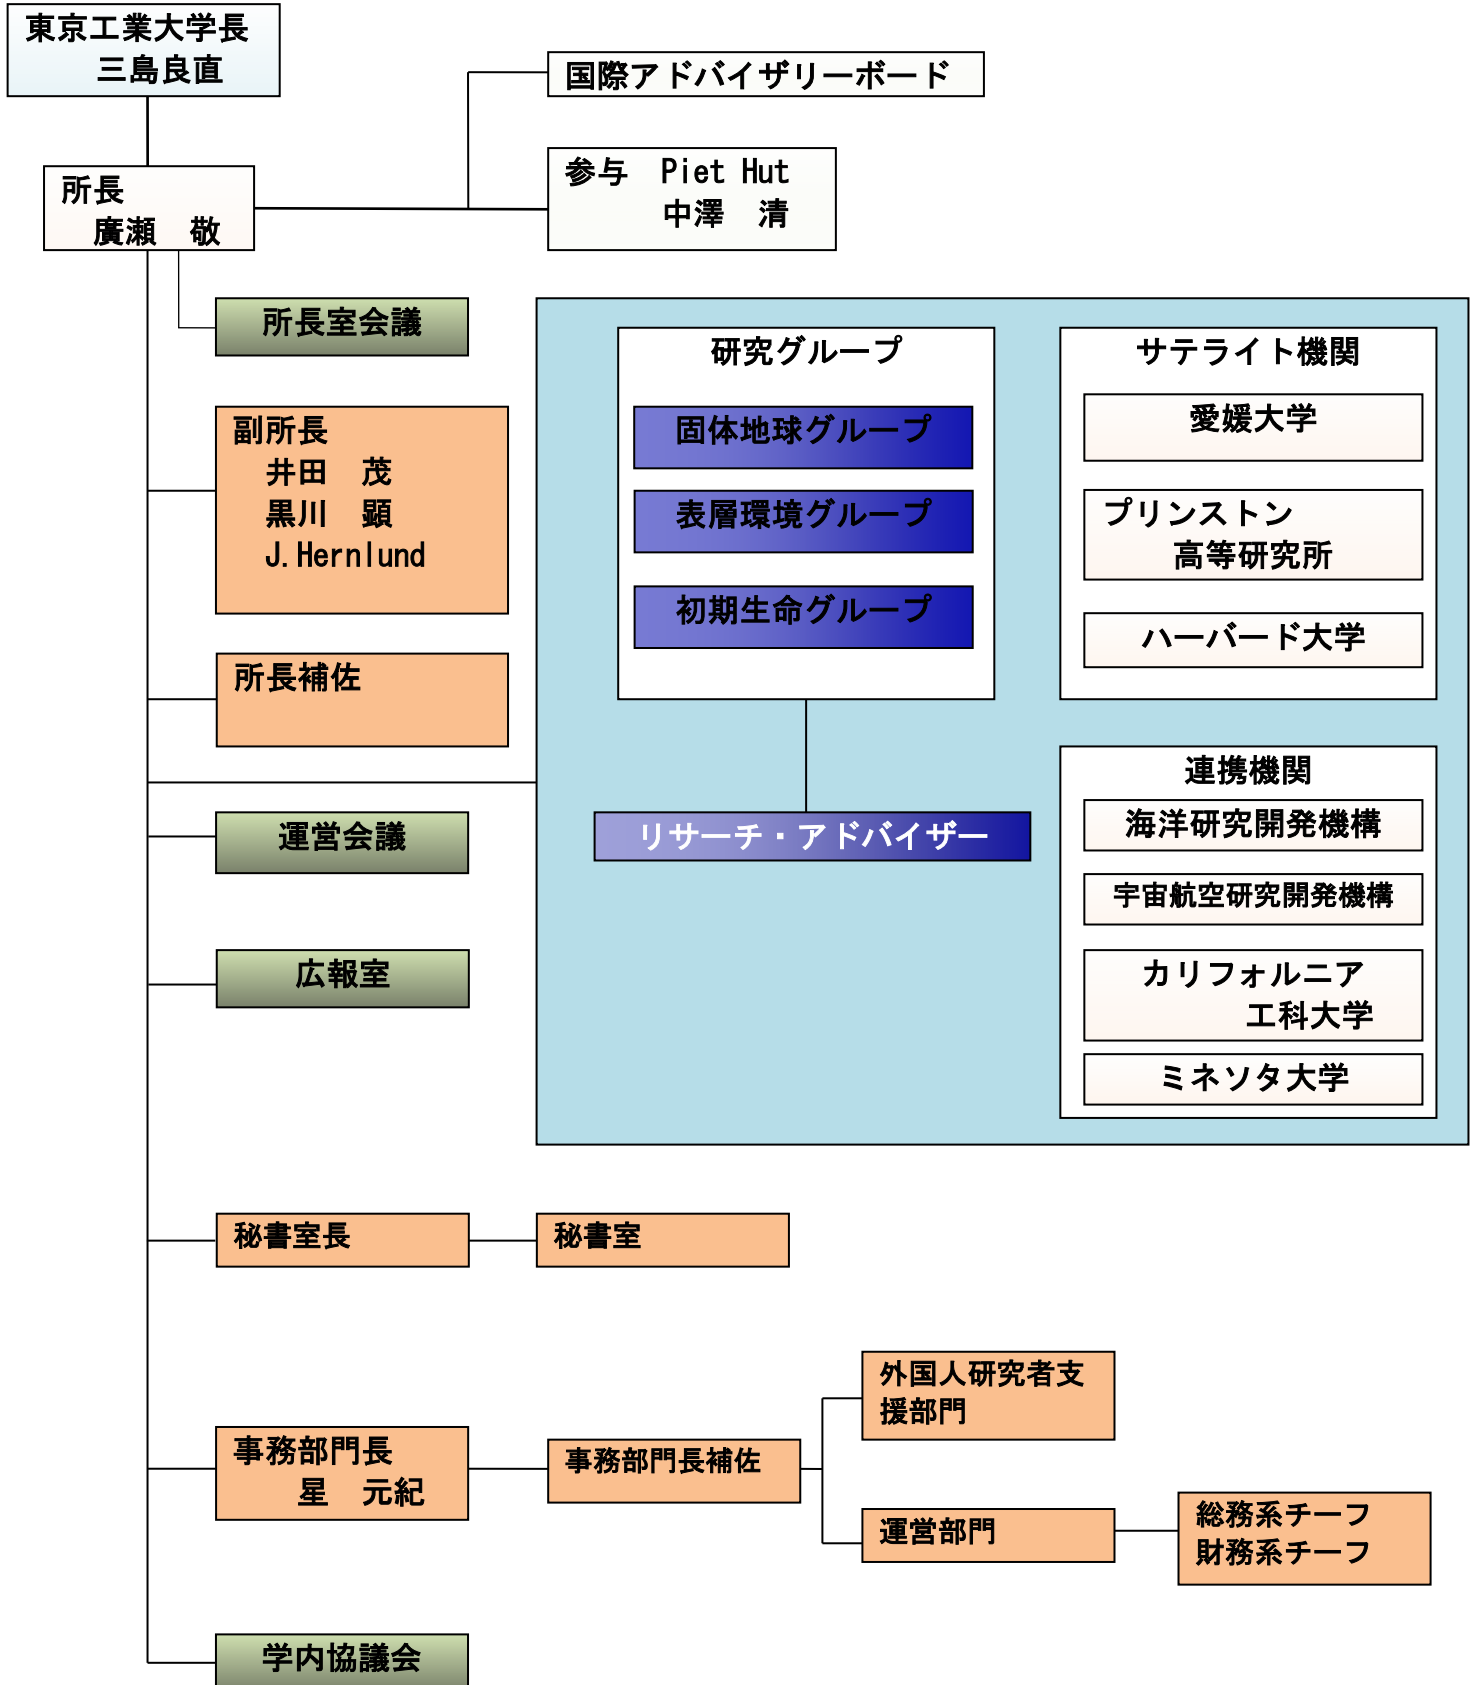 東京工業大学長
三島良直
国際アドバイザリーボード
所長
廣瀬　敬
参与　Piet Hut
中澤　清
所長室会議
副所長
井田　茂
黒川　顕
J.Hernlund
所長補佐
運営会議
広報室
研究グループ
固体地球グループ
表層環境グループ
初期生命グループ
リサーチ・アドバイザー
サテライト機関
愛媛大学
プリンストン
高等研究所
ハーバード大学
連携機関
海洋研究開発機構
宇宙航空研究開発機構
カリフォルニア
工科大学
ミネソタ大学
秘書室長
秘書室
事務部門長
星　元紀
事務部門長補佐
外国人研究者支
援部門
運営部門
総務系チーフ
財務系チーフ
学内協議会